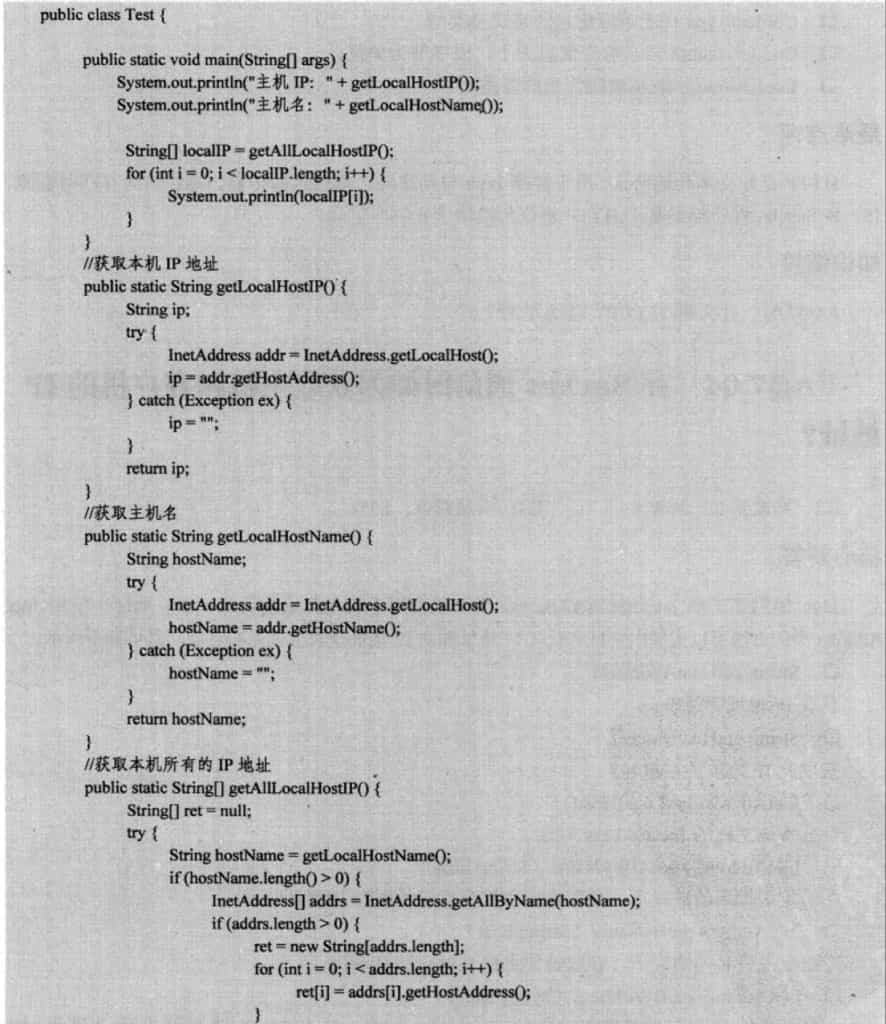 public class Test {
public static void main(String[] args) {
System.out.println("主机 IP: " + getLocalHostIP());
System.out.println("主机名: " + getLocalHostName());
String[] localIP = getAllLocalHostIP();
for (int i = 0; i < localIP.length; i++) {
System.out.println(localIP[i]);
}
}
//获取本机 IP 地址
public static String getLocalHostIP() {
String ip;
try {
InetAddress addr = InetAddress.getLocalHost();
ip = addr.getHostAddress();
} catch (Exception ex) {
ip = "";
}
return ip;
}
//获取主机名
public static String getLocalHostName() {
String hostName;
try {
InetAddress addr = InetAddress.getLocalHost();
hostName = addr.getHostName();
} catch (Exception ex) {
hostName = "";
}
return hostName;
}
//获取本机所有的 IP 地址
public static String[] getAllLocalHostIP() {
String[] ret = null;
try {
String hostName = getLocalHostName();
if (hostName.length() > 0) {
InetAddress[] addrs = InetAddress.getAllByName(hostName);
if (addrs.length > 0) {
ret = new String[addrs.length];
for (int i = 0; i < addrs.length; i++) {
ret[i] = addrs[i].getHostAddress();
}